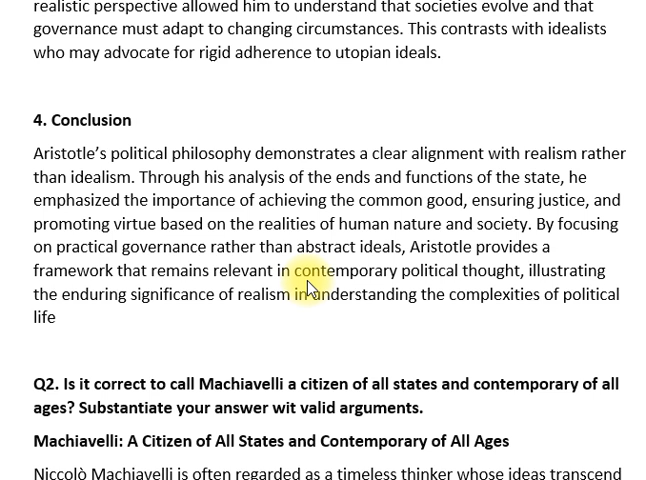 realistic perspective allowed him to understand that societies evolve and that
governance must adapt to changing circumstances. This contrasts with idealists
who may advocate for rigid adherence to utopian ideals.
4. Conclusion
Aristotle’s political philosophy demonstrates a clear alignment with realism rather
than idealism. Through his analysis of the ends and functions of the state, he
emphasized the importance of achieving the common good, ensuring justice, and
promoting virtue based on the realities of human nature and society. By focusing
on practical governance rather than abstract ideals, Aristotle provides a
framework that remains relevant in contemporary political thought, illustrating
the enduring significance of realism in understanding the complexities of political
life
Q2. Is it correct to call Machiavelli a citizen of all states and contemporary of all
ages? Substantiate your answer wit valid arguments.
Machiavelli: A Citizen of All States and Contemporary of All Ages
Niccolò Machiavelli is often regarded as a timeless thinker whose ideas transcend